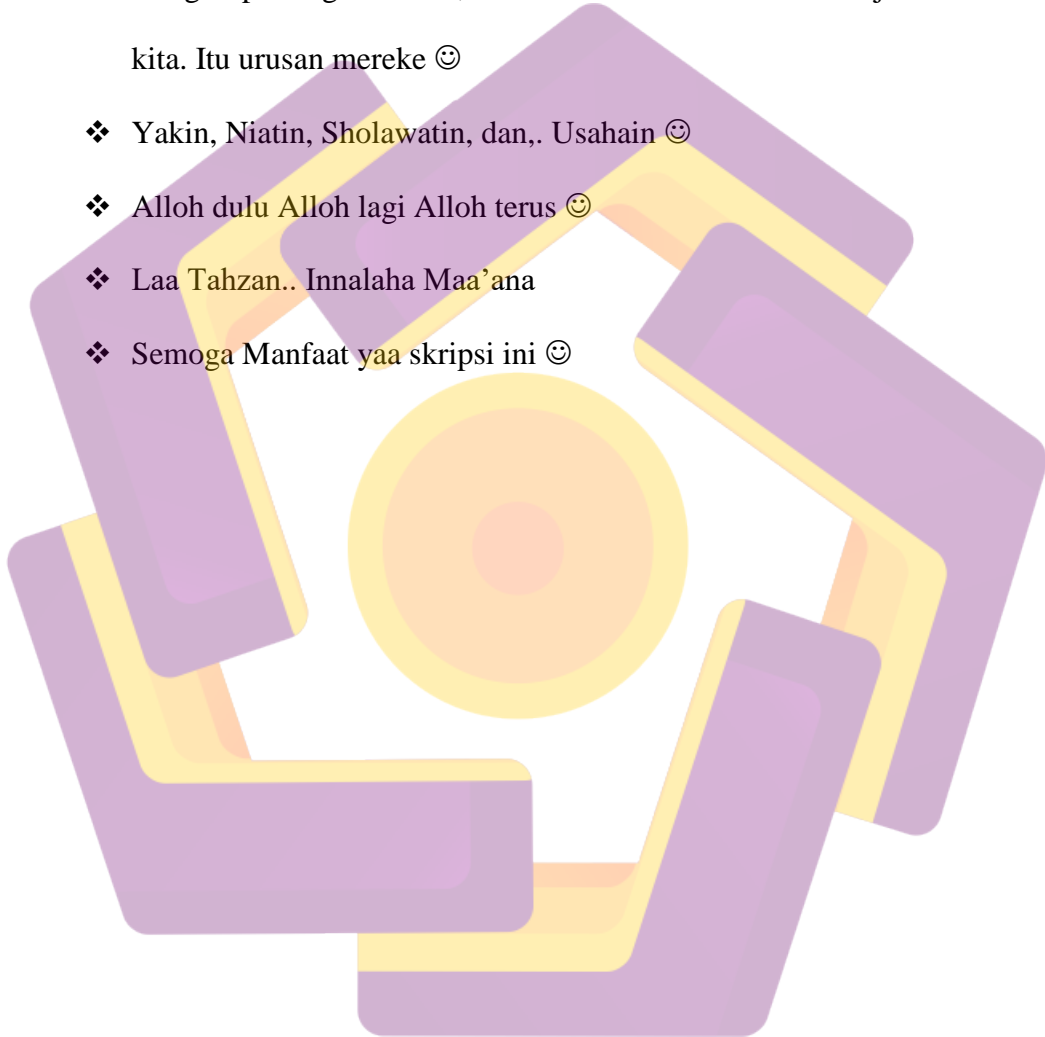 kita. Itu urusan mereke ☺
❖ Yakin, Niatin, Sholawatin, dan,. Usahain ☺
❖ Alloh dulu Alloh lagi Alloh terus ☺
❖ Laa Tahzan.. Innalaha Maa’ana
❖ Semoga Manfaat yaa skripsi ini ☺